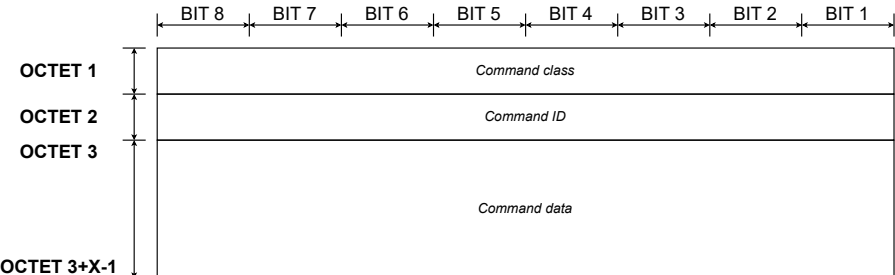 BIT 8 BIT 7 BIT 6 BIT 5 BIT 4 BIT 3 BIT 2 BIT 1
OCTET 1 Command class
OCTET 2 Command ID
OCTET 3
Command data
OCTET 3+X-1